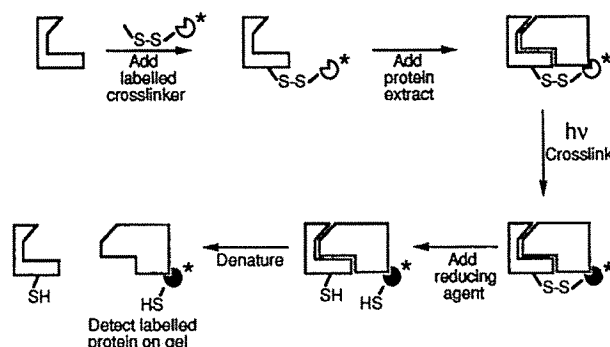 S-S *
Add
labelled
crosslinker
S-S *
Add
protein
extract
S-S *
hν
Crosslink
S-S *
Add
reducing
agent
SH
HS *
Denature
SH
HS *
Detect labelled
protein on gel